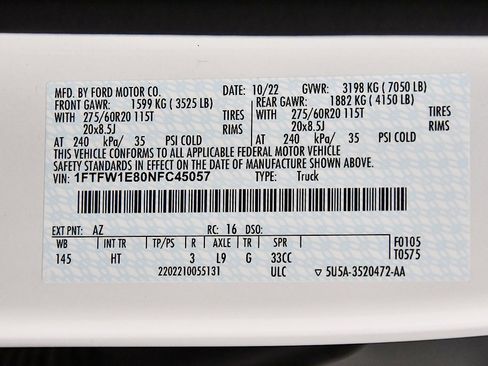 MFD. BY FORD MOTOR CO. DATE: 10/22 GVWR: 3198 KG ( 7050 LB)
FRONT GAWR: 1599 KG ( 3525 LB) REAR GAWR: 1882 KG ( 4150 LB)
WITH 275/60R20 115T TIRES WITH 275/60R20 115T TIRES
20x8.5J RIMS 20x8.5J RIMS
AT 240 kPa/ 35 PSI COLD AT 240 kPa/ 35 PSI COLD
THIS VEHICLE CONFORMS TO ALL APPLICABLE FEDERAL MOTOR VEHICLE
SAFETY STANDARDS IN EFFECT ON THE DATE OF MANUFACTURE SHOWN ABOVE.
VIN: 1FTFW1E80NFC45057 TYPE: Truck
EXT PNT: AZ RC: 16 DSO:
WB INT TR TP/PS R AXLE TR SPR F0105
145 HT 3 L9 G 33CC T0575
2202210055131 ULC ▽ 5U5A-3520472-AA